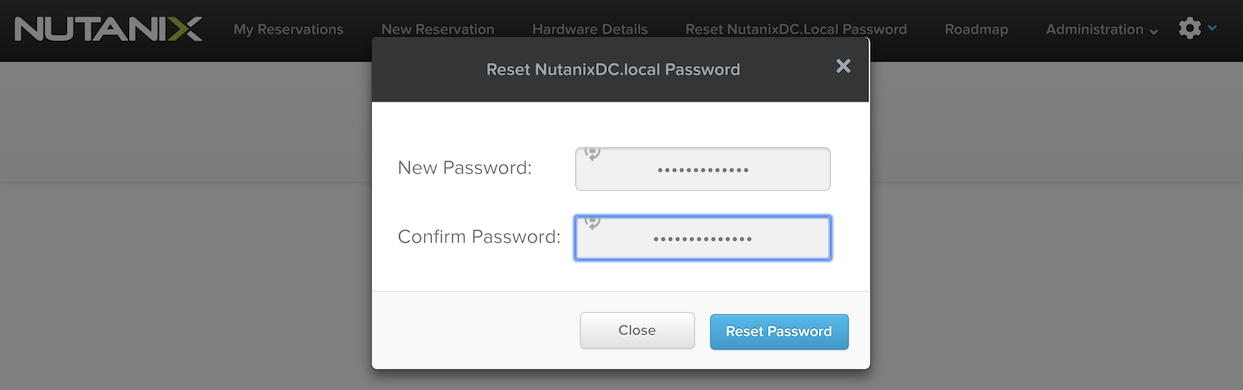 NUTANIX My Reservations New Reservation Hardware Details Reset NutanixDC.Local Password Roadmap Administration
Reset NutanixDC.local Password
New Password: •••••••••••••
Confirm Password: ••••••••••••••
Close Reset Password